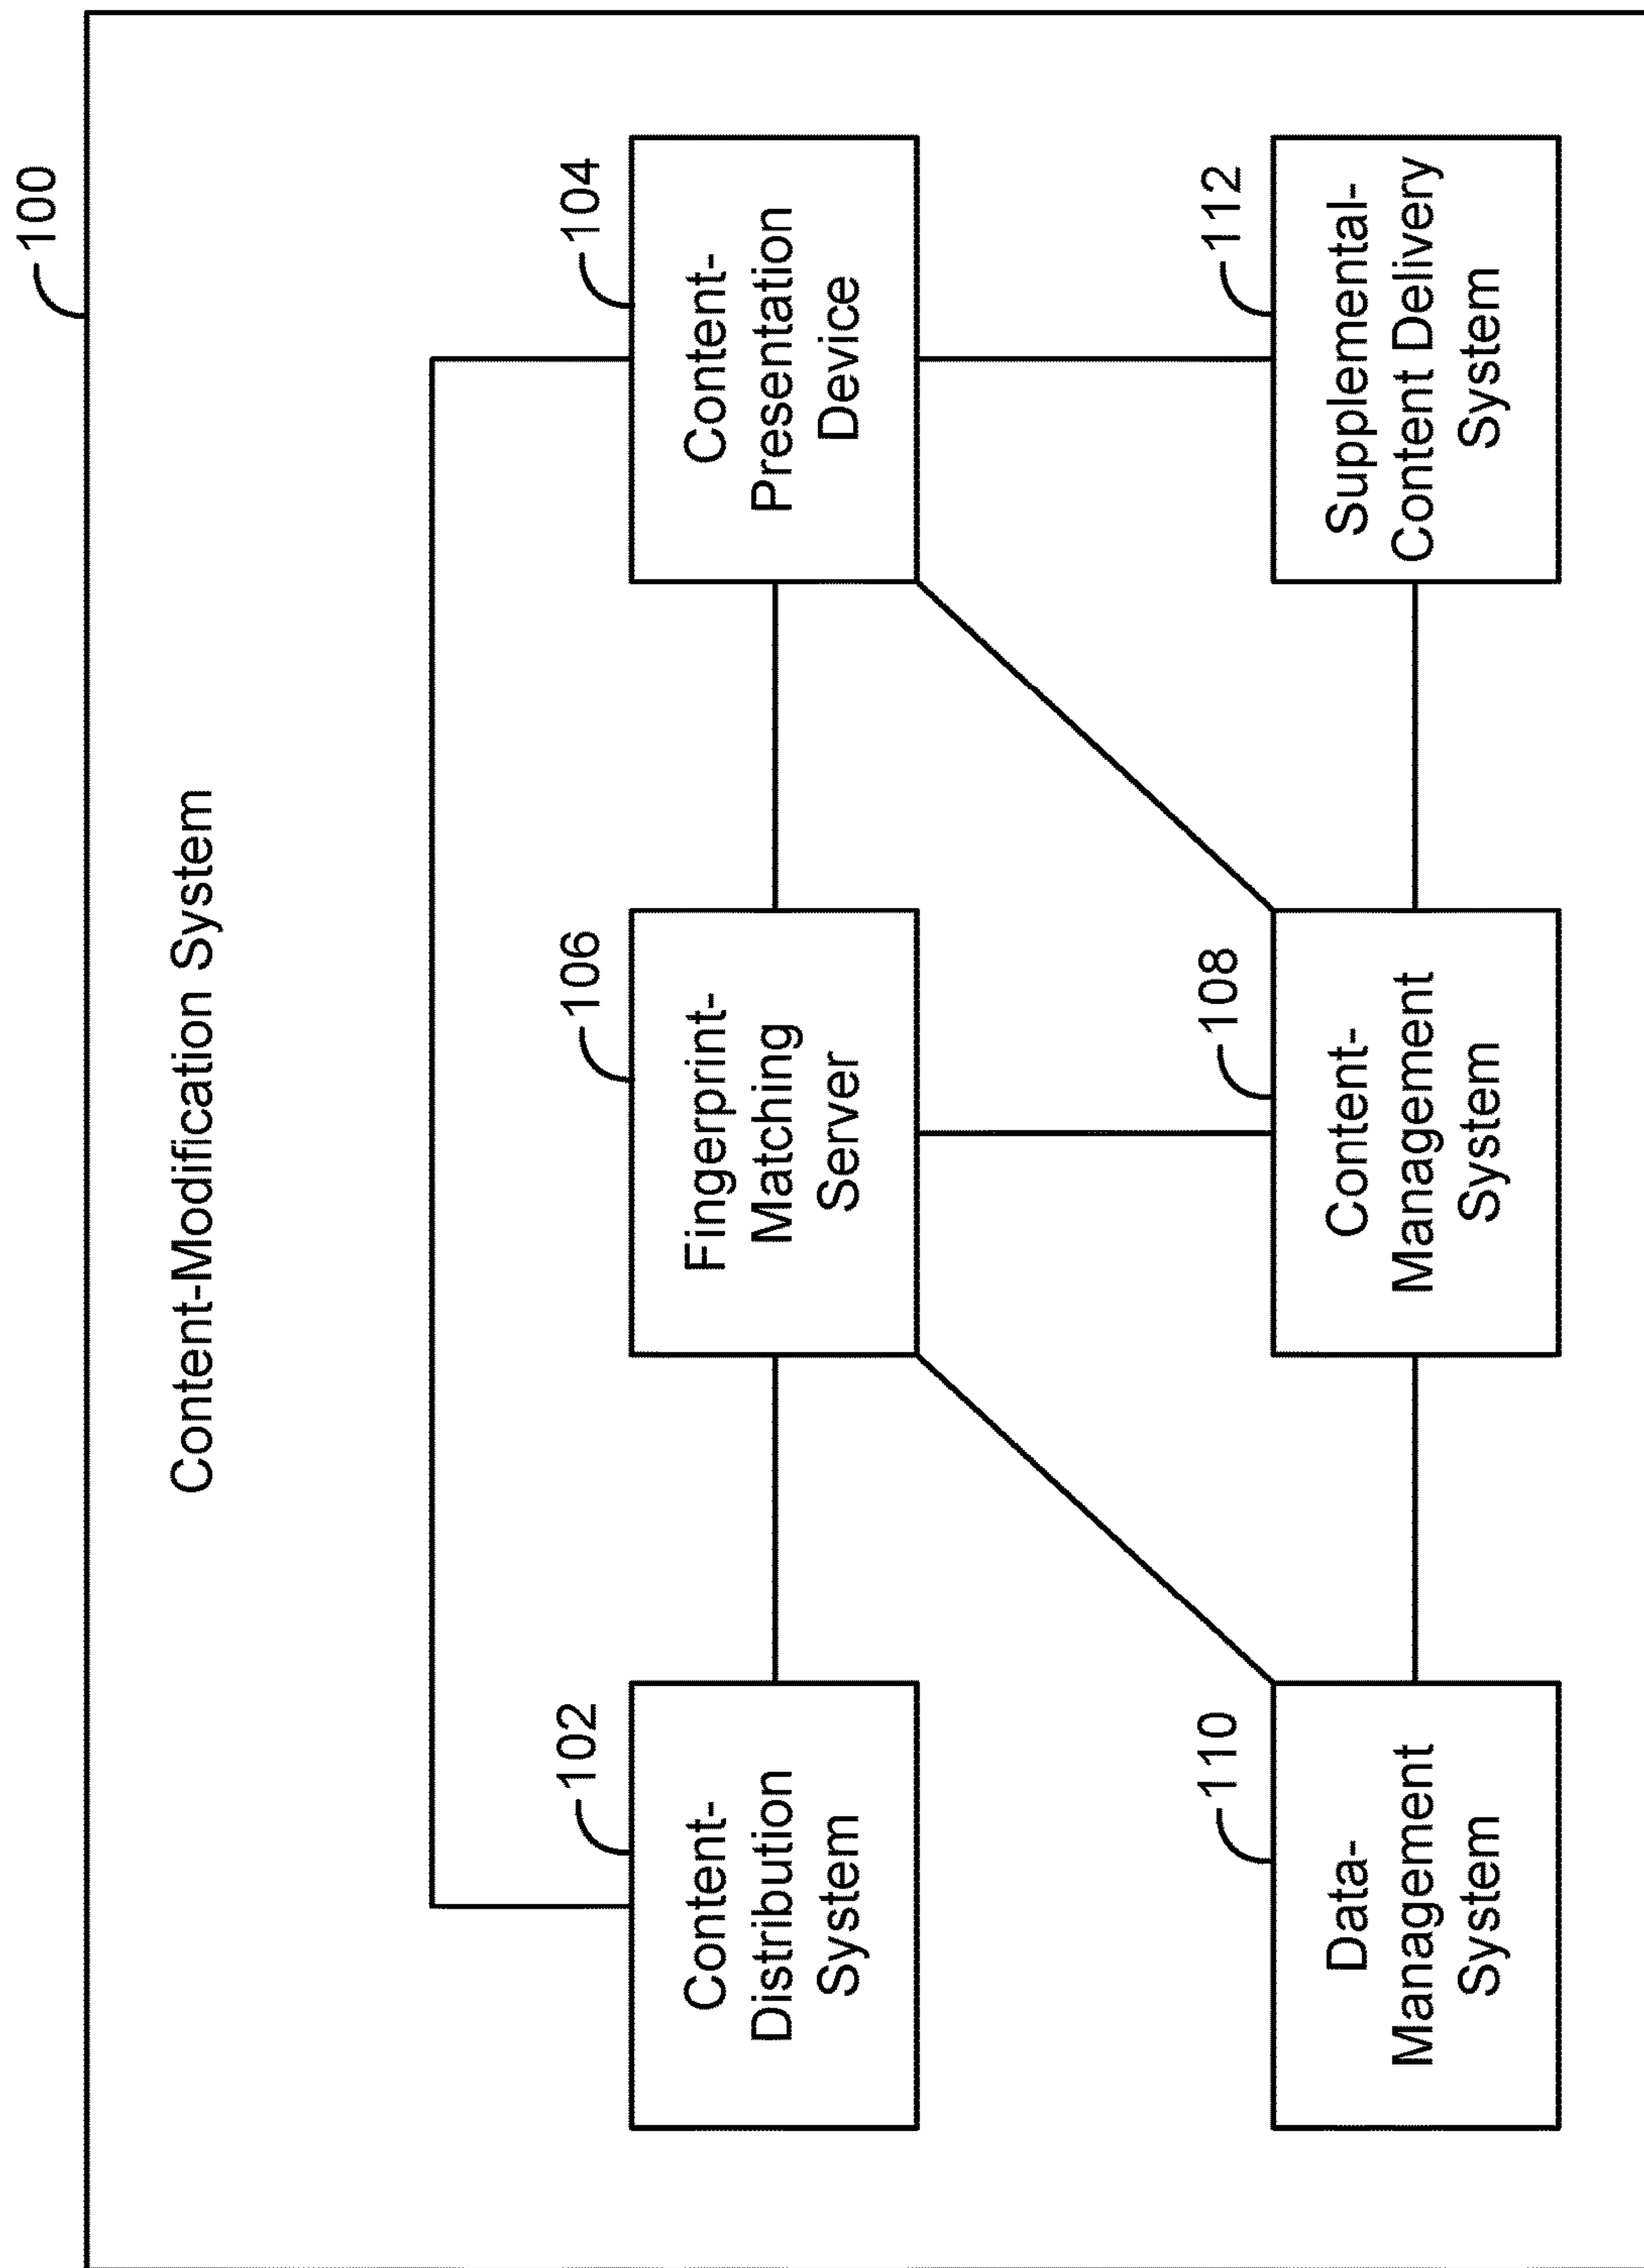 100
Content-Modification System
102
Content-
Distribution
System
106
Fingerprint-
Matching
Server
104
Content-
Presentation
Device
110
Data-
Management
System
108
Content-
Management
System
112
Supplemental-
Content Delivery
System